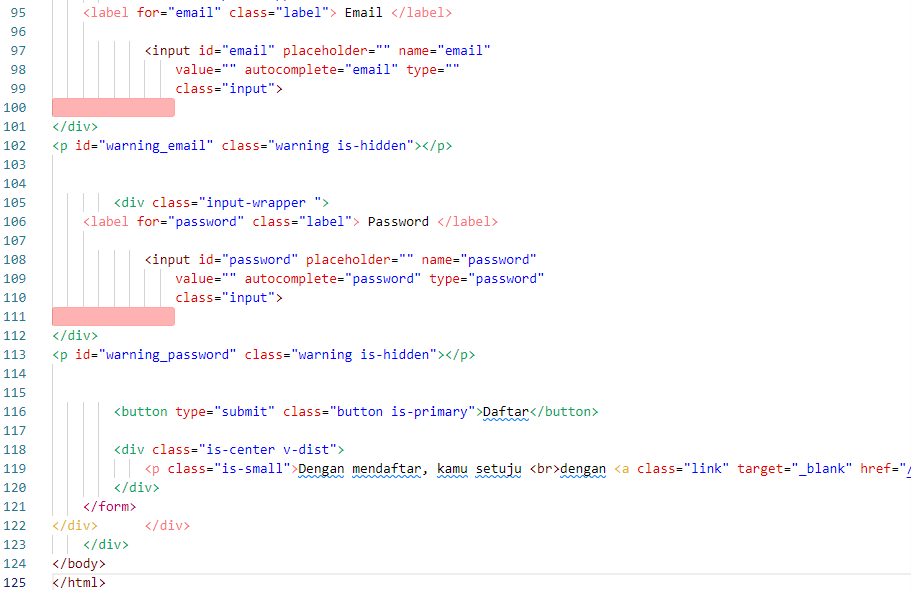 95 <label for="email" class="label"> Email </label>
96
97 <input id="email" placeholder="" name="email"
98 value="" autocomplete="email" type=""
99 class="input">
100
101 </div>
102 <p id="warning_email" class="warning is-hidden"></p>
103
104
105 <div class="input-wrapper ">
106 <label for="password" class="label"> Password </label>
107
108 <input id="password" placeholder="" name="password"
109 value="" autocomplete="password" type="password"
110 class="input">
111
112 </div>
113 <p id="warning_password" class="warning is-hidden"></p>
114
115
116 <button type="submit" class="button is-primary">Daftar</button>
117
118 <div class="is-center v-dist">
119 <p class="is-small">Dengan mendaftar, kamu setuju <br>dengan <a class="link" target="_blank" href="/
120 </div>
121 </form>
122 </div> </div>
123 </div>
124 </body>
125 </html>